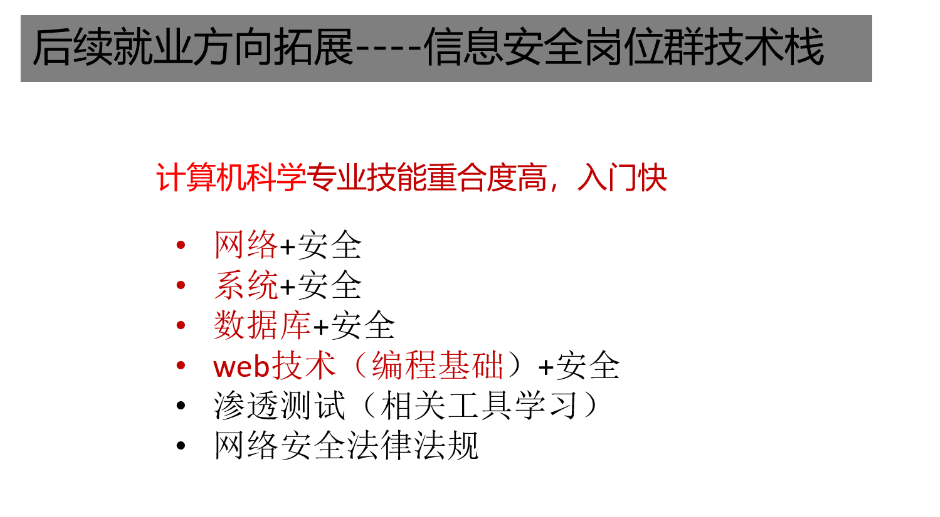 后续就业方向拓展----信息安全岗位群技术栈
计算机科学专业技能重合度高，入门快
• 网络+安全
• 系统+安全
• 数据库+安全
• web技术（编程基础）+安全
• 渗透测试（相关工具学习）
• 网络安全法律法规